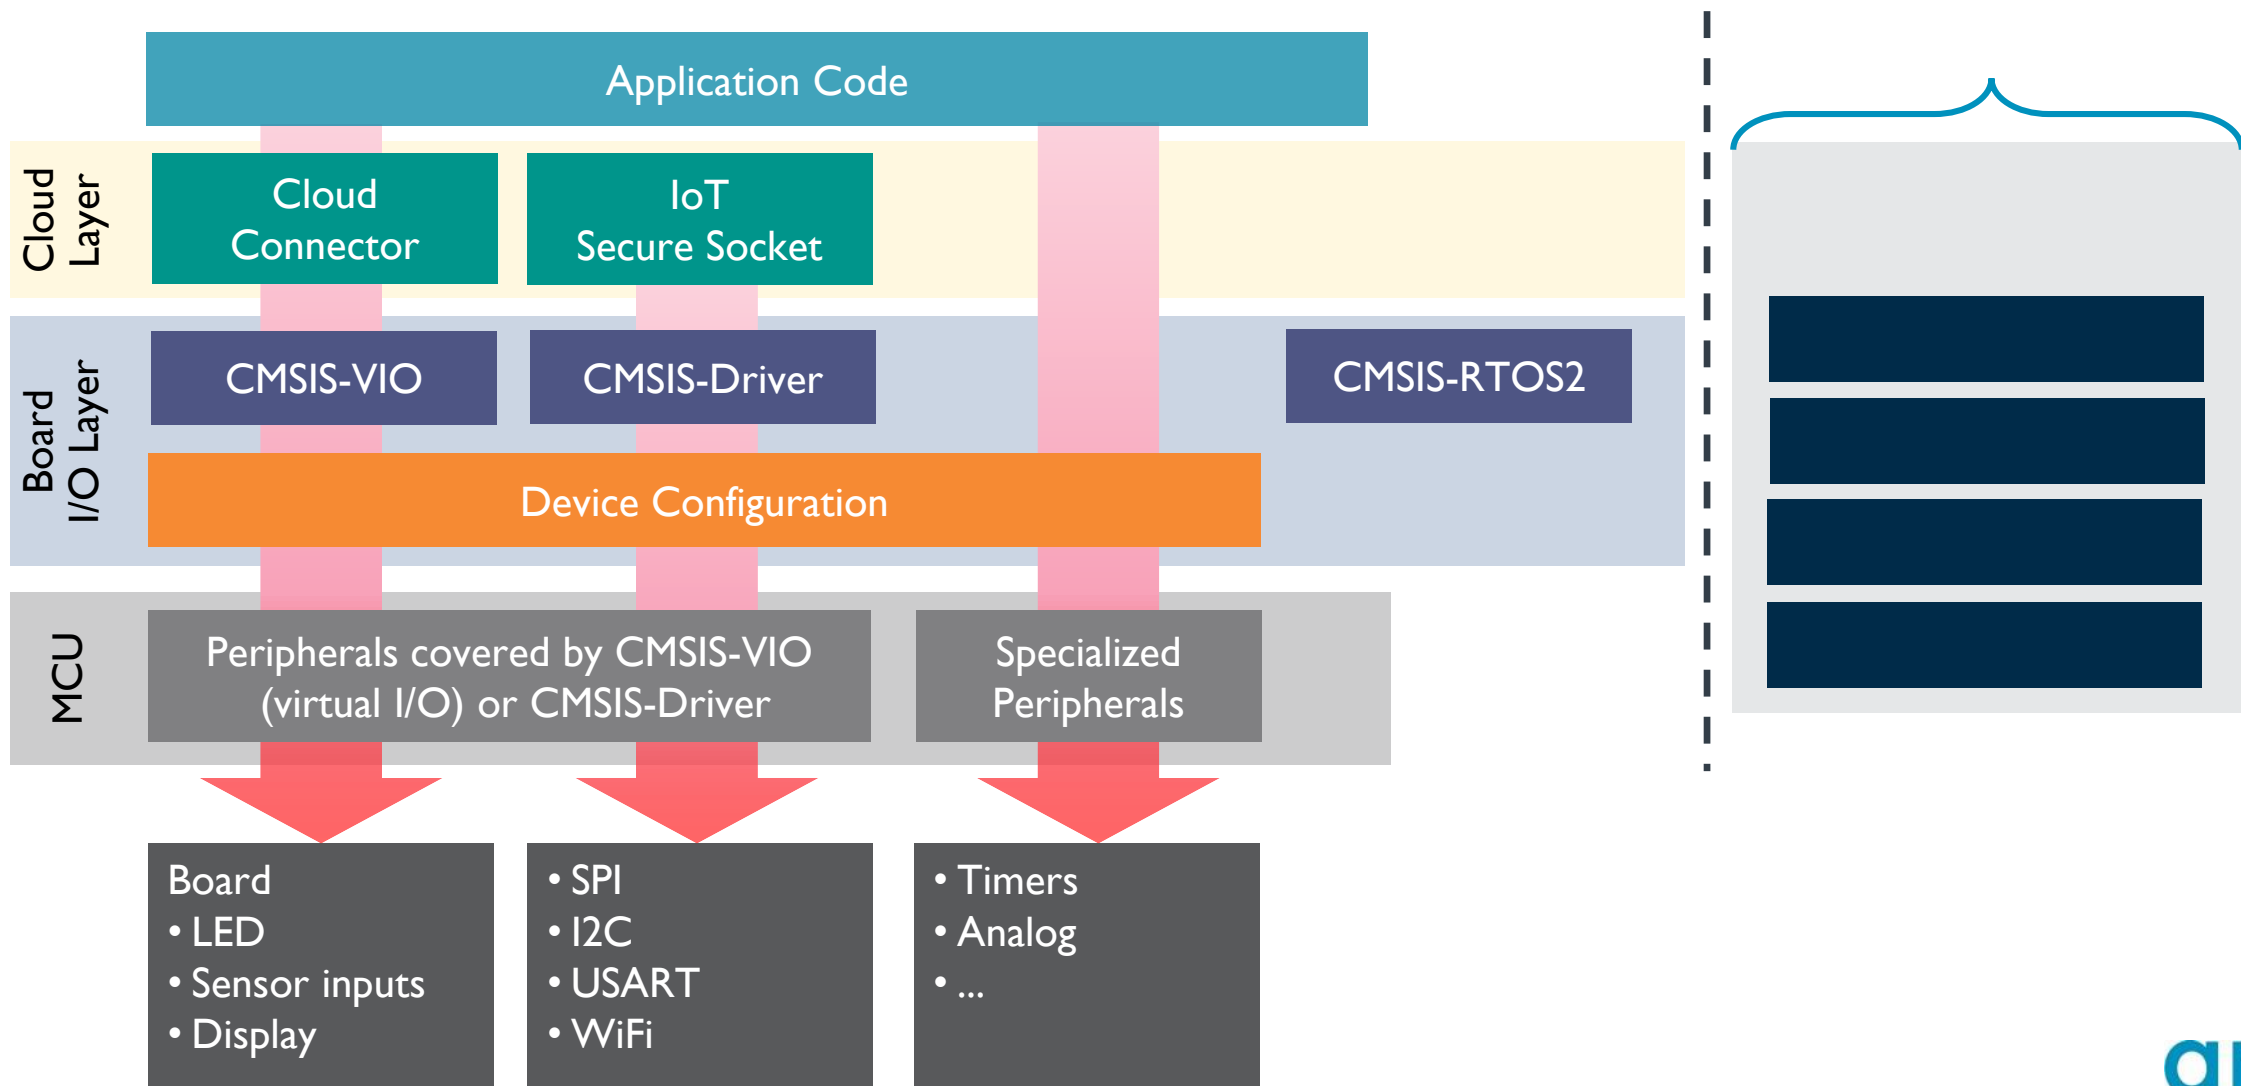 Application Code
Cloud
Layer
Cloud
Connector
IoT
Secure Socket
Board
I/O Layer
CMSIS-VIO
CMSIS-Driver
CMSIS-RTOS2
Device Configuration
MCU
Peripherals covered by CMSIS-VIO
(virtual I/O) or CMSIS-Driver
Specialized
Peripherals
Board
• LED
• Sensor inputs
• Display
• SPI
• I2C
• USART
• WiFi
• Timers
• Analog
• ...